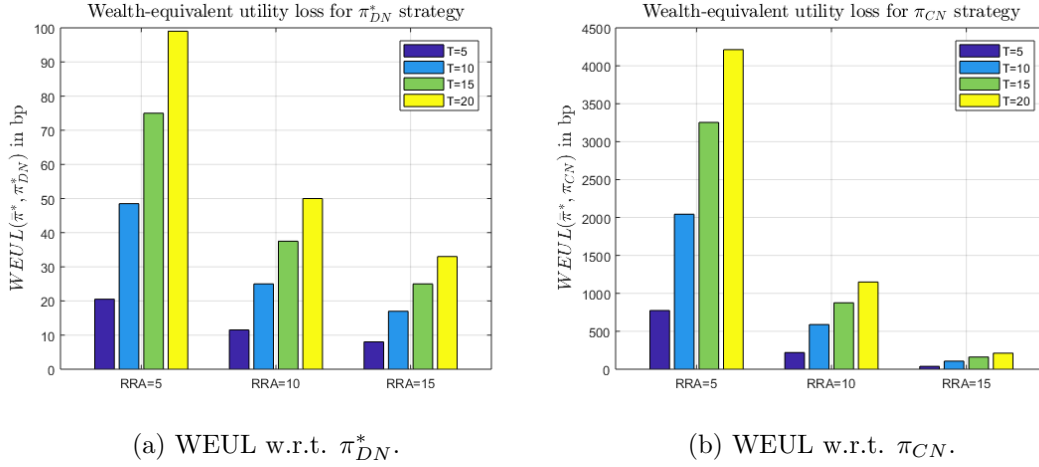 Wealth-equivalent utility loss for π*_DN strategy
WEUL(π̄*, π*_DN) in bp
100
90
80
70
60
50
40
30
20
10
0
T=5
T=10
T=15
T=20
RRA=5 RRA=10 RRA=15
(a) WEUL w.r.t. π*_DN.
Wealth-equivalent utility loss for π_CN strategy
WEUL(π̄*, π_CN) in bp
4500
4000
3500
3000
2500
2000
1500
1000
500
0
T=5
T=10
T=15
T=20
RRA=5 RRA=10 RRA=15
(b) WEUL w.r.t. π_CN.